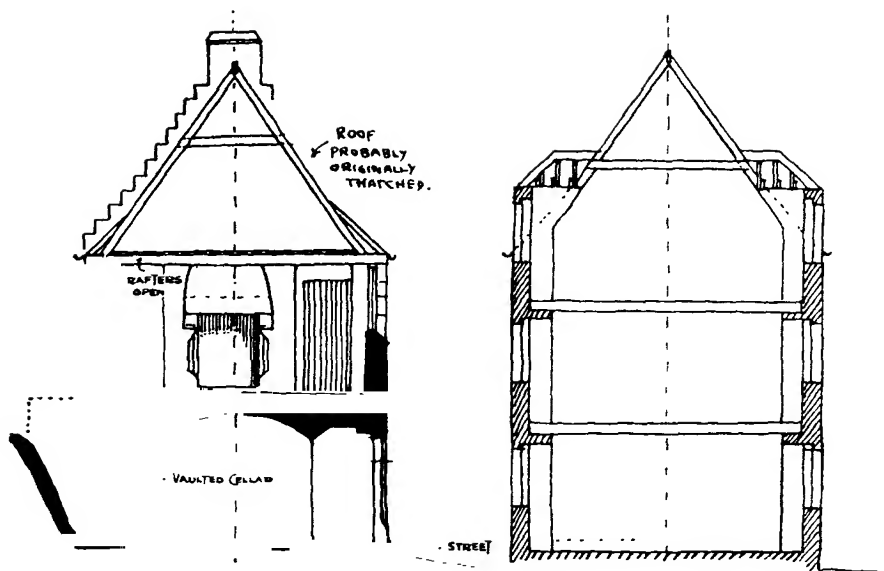 ROOF
PROBABLY
ORIGINALLY
THATCHED.
RAFTERS
OPEN
VAULTED CELLAR
STREET